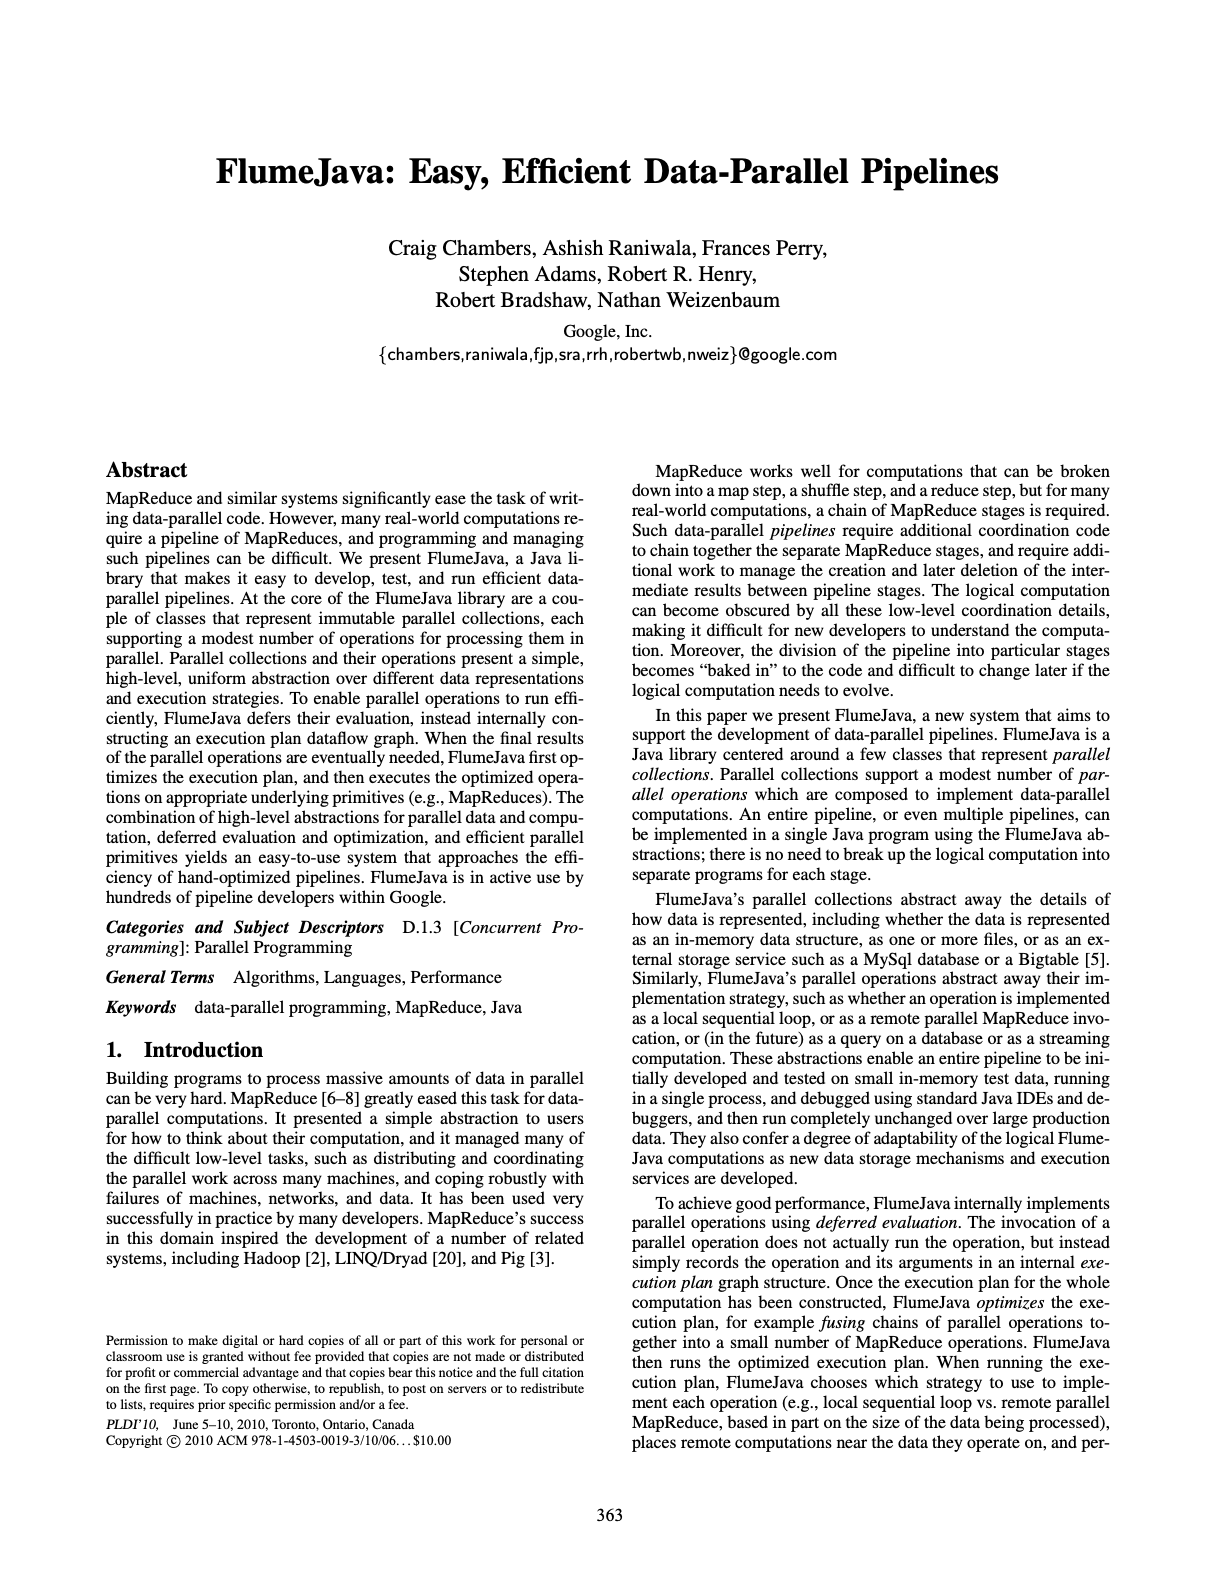 FlumeJava: Easy, Efficient Data-Parallel Pipelines
Craig Chambers, Ashish Raniwala, Frances Perry,
Stephen Adams, Robert R. Henry,
Robert Bradshaw, Nathan Weizenbaum
Google, Inc.
{chambers,raniwala,fjp,sra,rrh,robertwb,nweiz}@google.com
Abstract
MapReduce and similar systems significantly ease the task of writ-
ing data-parallel code. However, many real-world computations re-
quire a pipeline of MapReduces, and programming and managing
such pipelines can be difficult. We present FlumeJava, a Java li-
brary that makes it easy to develop, test, and run efficient data-
parallel pipelines. At the core of the FlumeJava library are a cou-
ple of classes that represent immutable parallel collections, each
supporting a modest number of operations for processing them in
parallel. Parallel collections and their operations present a simple,
high-level, uniform abstraction over different data representations
and execution strategies. To enable parallel operations to run effi-
ciently, FlumeJava defers their evaluation, instead internally con-
structing an execution plan dataflow graph. When the final results
of the parallel operations are eventually needed, FlumeJava first op-
timizes the execution plan, and then executes the optimized opera-
tions on appropriate underlying primitives (e.g., MapReduces). The
combination of high-level abstractions for parallel data and compu-
tation, deferred evaluation and optimization, and efficient parallel
primitives yields an easy-to-use system that approaches the effi-
ciency of hand-optimized pipelines. FlumeJava is in active use by
hundreds of pipeline developers within Google.
Categories and Subject Descriptors D.1.3 [Concurrent Pro-
gramming]: Parallel Programming
General Terms Algorithms, Languages, Performance
Keywords data-parallel programming, MapReduce, Java
1. Introduction
Building programs to process massive amounts of data in parallel
can be very hard. MapReduce [6–8] greatly eased this task for data-
parallel computations. It presented a simple abstraction to users
for how to think about their computation, and it managed many of
the difficult low-level tasks, such as distributing and coordinating
the parallel work across many machines, and coping robustly with
failures of machines, networks, and data. It has been used very
successfully in practice by many developers. MapReduce's success
in this domain inspired the development of a number of related
systems, including Hadoop [2], LINQ/Dryad [20], and Pig [3].
Permission to make digital or hard copies of all or part of this work for personal or
classroom use is granted without fee provided that copies are not made or distributed
for profit or commercial advantage and that copies bear this notice and the full citation
on the first page. To copy otherwise, to republish, to post on servers or to redistribute
to lists, requires prior specific permission and/or a fee.
PLDI'10, June 5–10, 2010, Toronto, Ontario, Canada
Copyright © 2010 ACM 978-1-4503-0019-3/10/06...$10.00
MapReduce works well for computations that can be broken
down into a map step, a shuffle step, and a reduce step, but for many
real-world computations, a chain of MapReduce stages is required.
Such data-parallel pipelines require additional coordination code
to chain together the separate MapReduce stages, and require addi-
tional work to manage the creation and later deletion of the inter-
mediate results between pipeline stages. The logical computation
can become obscured by all these low-level coordination details,
making it difficult for new developers to understand the computa-
tion. Moreover, the division of the pipeline into particular stages
becomes “baked in” to the code and difficult to change later if the
logical computation needs to evolve.
In this paper we present FlumeJava, a new system that aims to
support the development of data-parallel pipelines. FlumeJava is a
Java library centered around a few classes that represent parallel
collections. Parallel collections support a modest number of par-
allel operations which are composed to implement data-parallel
computations. An entire pipeline, or even multiple pipelines, can
be implemented in a single Java program using the FlumeJava ab-
stractions; there is no need to break up the logical computation into
separate programs for each stage.
FlumeJava's parallel collections abstract away the details of
how data is represented, including whether the data is represented
as an in-memory data structure, as one or more files, or as an ex-
ternal storage service such as a MySql database or a Bigtable [5].
Similarly, FlumeJava's parallel operations abstract away their im-
plementation strategy, such as whether an operation is implemented
as a local sequential loop, or as a remote parallel MapReduce invo-
cation, or (in the future) as a query on a database or as a streaming
computation. These abstractions enable an entire pipeline to be ini-
tially developed and tested on small in-memory test data, running
in a single process, and debugged using standard Java IDEs and de-
buggers, and then run completely unchanged over large production
data. They also confer a degree of adaptability of the logical Flume-
Java computations as new data storage mechanisms and execution
services are developed.
To achieve good performance, FlumeJava internally implements
parallel operations using deferred evaluation. The invocation of a
parallel operation does not actually run the operation, but instead
simply records the operation and its arguments in an internal exe-
cution plan graph structure. Once the execution plan for the whole
computation has been constructed, FlumeJava optimizes the exe-
cution plan, for example fusing chains of parallel operations to-
gether into a small number of MapReduce operations. FlumeJava
then runs the optimized execution plan. When running the exe-
cution plan, FlumeJava chooses which strategy to use to imple-
ment each operation (e.g., local sequential loop vs. remote parallel
MapReduce, based in part on the size of the data being processed),
places remote computations near the data they operate on, and per-
363